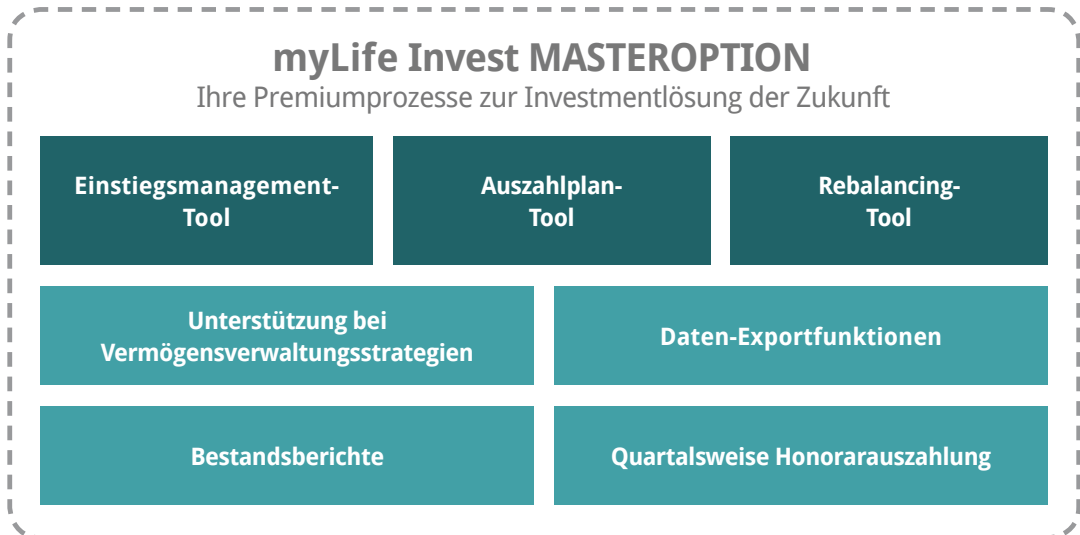 myLife Invest MASTEROPTION
Ihre Premiumprozesse zur Investmentlösung der Zukunft
Einstiegsmanagement-
Tool
Auszahlplan-
Tool
Rebalancing-
Tool
Unterstützung bei
Vermögensverwaltungsstrategien
Daten-Exportfunktionen
Bestandsberichte
Quartalsweise Honorarauszahlung